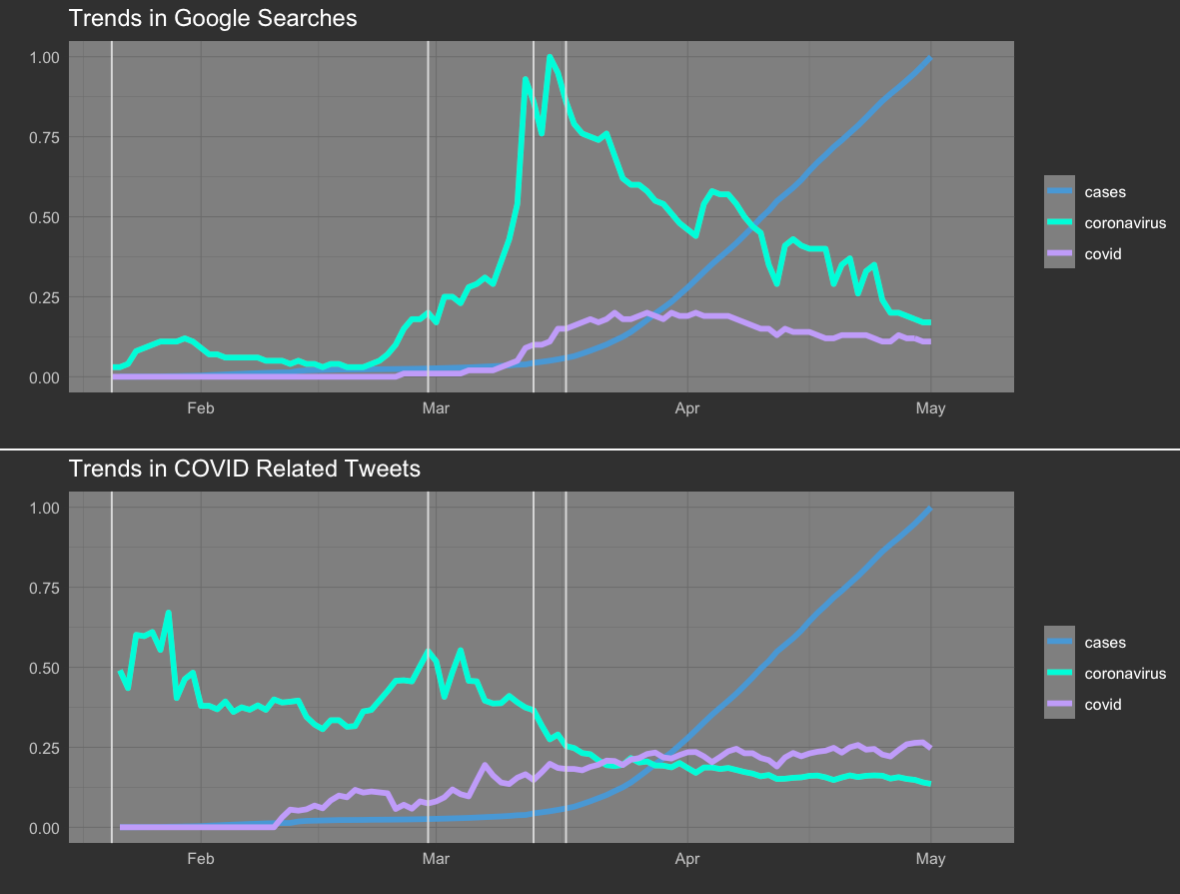 Trends in Google Searches
1.00
0.75
0.50
0.25
0.00
Feb Mar Apr May
cases
coronavirus
covid
Trends in COVID Related Tweets
1.00
0.75
0.50
0.25
0.00
Feb Mar Apr May
cases
coronavirus
covid